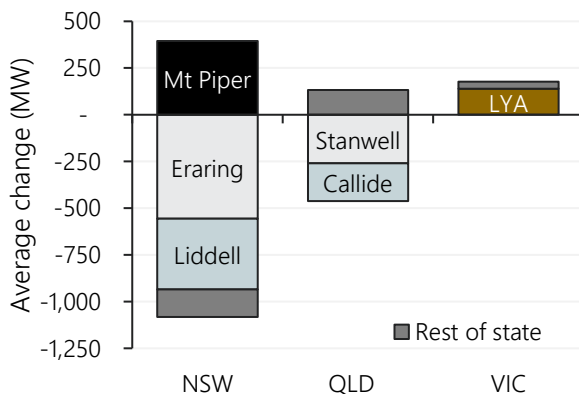 Average change (MW)
500
250
-
-250
-500
-750
-1,000
-1,250
Mt Piper
Eraring
Liddell
Stanwell
Callide
LYA
Rest of state
NSW
QLD
VIC